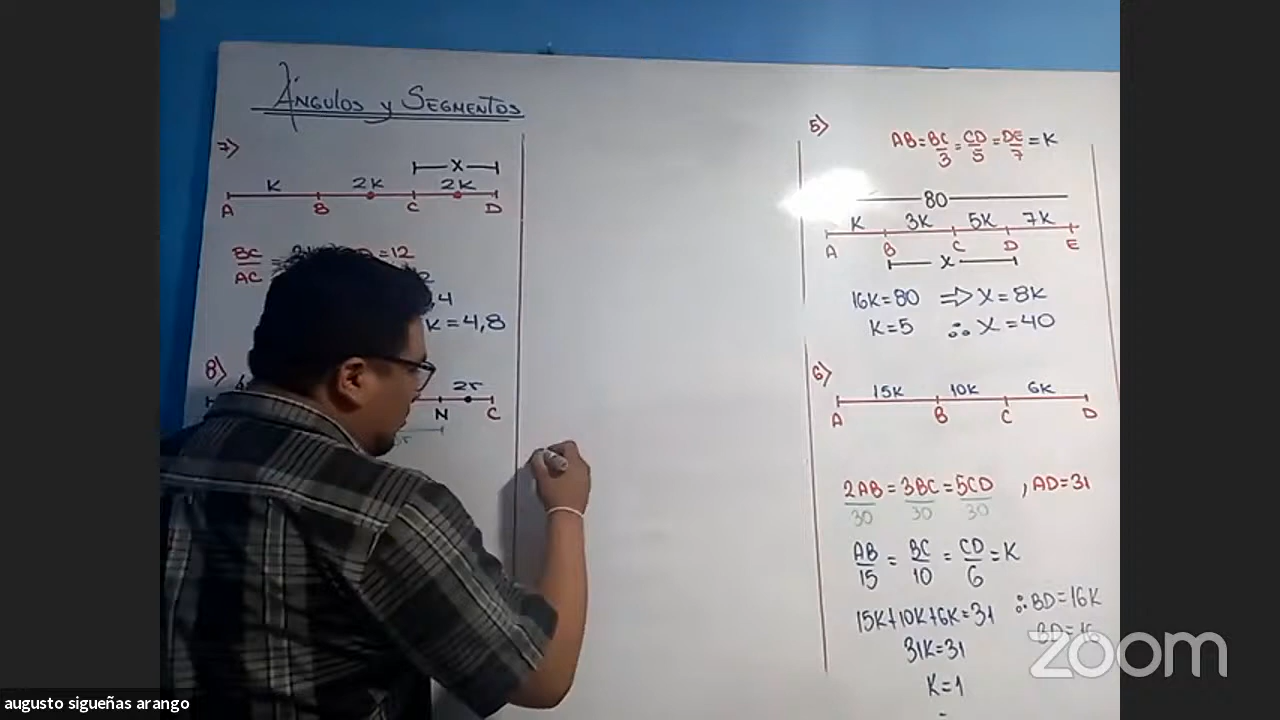 Ángulos y Segmentos
7)
X
K 2K 2K
A B C D
BC
AC
= 12
K = 4,8
8)
2r
N C
5)
AB = BC/3 = CD/5 = DE/7 = K
80
K 3K 5K 7K
A B C D E
X
16K = 80 ⇒ X = 8K
K = 5 ∴ X = 40
6)
15K 10K 6K
A B C D
2AB/30 = 3BC/30 = 5CD/30 , AD = 31
AB/15 = BC/10 = CD/6 = K
15K+10K+6K = 31 ∴ BD = 16K
31K = 31 BD = 16
K = 1
zoom
augusto sigueñas arango